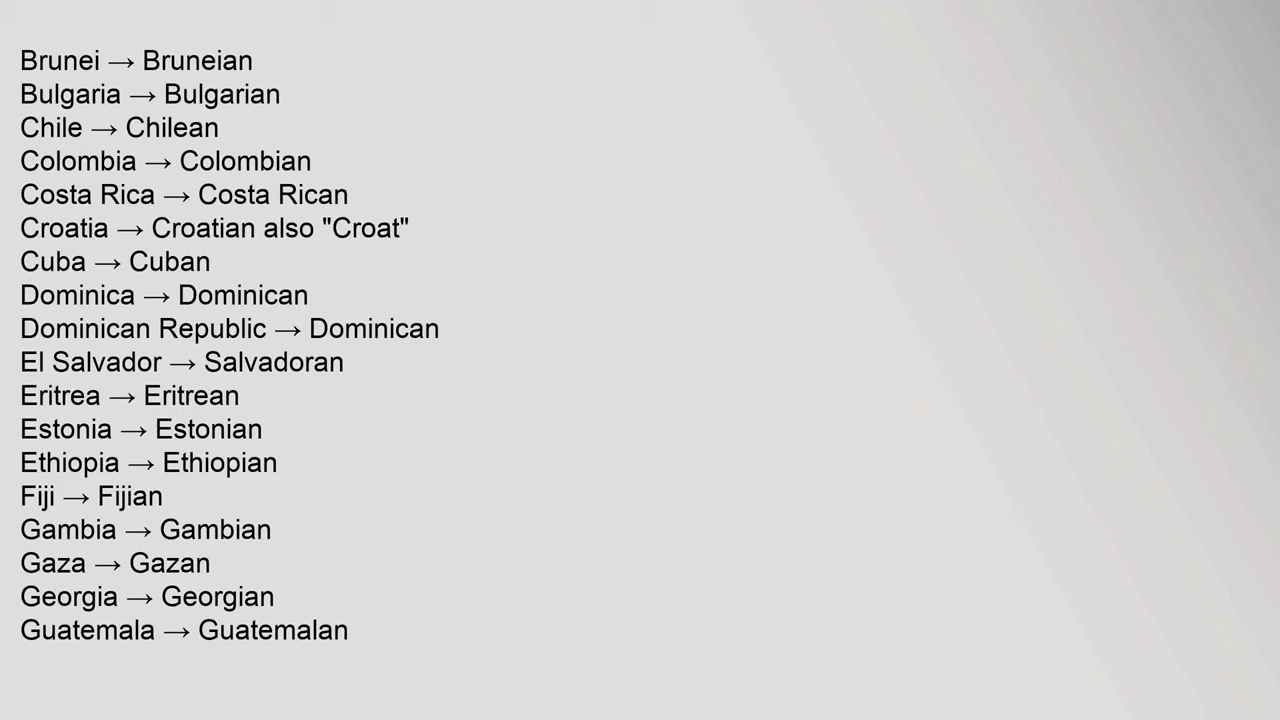 Brunei → Bruneian
Bulgaria → Bulgarian
Chile → Chilean
Colombia → Colombian
Costa Rica → Costa Rican
Croatia → Croatian also "Croat"
Cuba → Cuban
Dominica → Dominican
Dominican Republic → Dominican
El Salvador → Salvadoran
Eritrea → Eritrean
Estonia → Estonian
Ethiopia → Ethiopian
Fiji → Fijian
Gambia → Gambian
Gaza → Gazan
Georgia → Georgian
Guatemala → Guatemalan